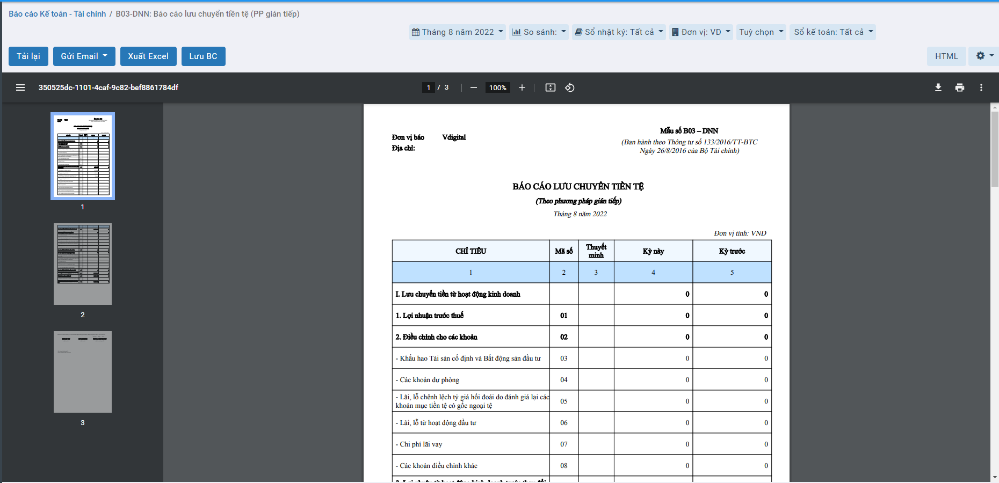 Báo cáo Kế toán - Tài chính / B03-DNN: Báo cáo lưu chuyển tiền tệ (PP gián tiếp)
Tháng 8 năm 2022 So sánh: Sổ nhật ký: Tất cả Đơn vị: VD Tuỳ chọn Sổ kế toán: Tất cả
Tải lại Gửi Email Xuất Excel Lưu BC HTML
350525dc-1101-4caf-9c82-bef8861784df 1 / 3 100%
1
2
3
Mẫu số B03 – DNN
Đơn vị báo Vdigital
(Ban hành theo Thông tư số 133/2016/TT-BTC
Địa chỉ:
Ngày 26/8/2016 của Bộ Tài chính)
BÁO CÁO LƯU CHUYỂN TIỀN TỆ
(Theo phương pháp gián tiếp)
Tháng 8 năm 2022
Đơn vị tính: VND
CHỈ TIÊU Mã số Thuyết minh Kỳ này Kỳ trước
1 2 3 4 5
I. Lưu chuyển tiền từ hoạt động kinh doanh 0 0
1. Lợi nhuận trước thuế 01 0 0
2. Điều chỉnh cho các khoản 02 0 0
- Khấu hao Tài sản cố định và Bất động sản đầu tư 03 0 0
- Các khoản dự phòng 04 0 0
- Lãi, lỗ chênh lệch tỷ giá hối đoái do đánh giá lại các
khoản mục tiền tệ có gốc ngoại tệ 05 0 0
- Lãi, lỗ từ hoạt động đầu tư 06 0 0
- Chi phí lãi vay 07 0 0
- Các khoản điều chỉnh khác 08 0 0